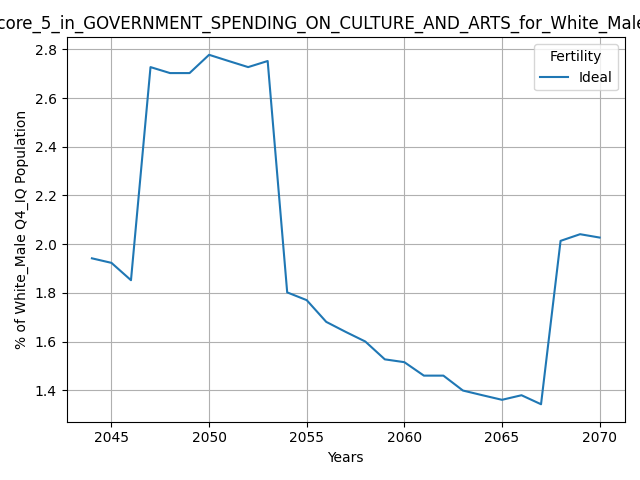 core_5_in_GOVERNMENT_SPENDING_ON_CULTURE_AND_ARTS_for_White_Male
2.8
2.6
2.4
2.2
2.0
1.8
1.6
1.4
% of White_Male Q4_IQ Population
Fertility
Ideal
2045 2050 2055 2060 2065 2070
Years